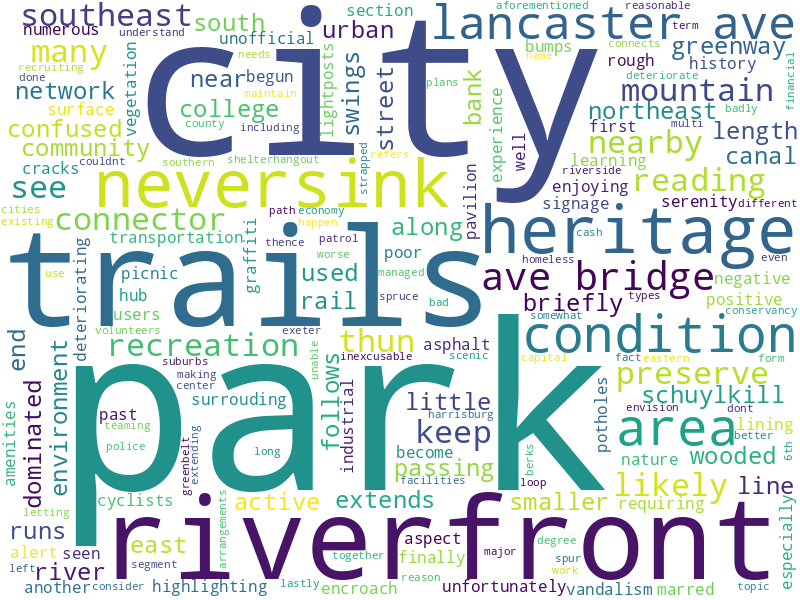 aforementioned reasonable
southeast south section term connects
lancaster ave
numerous unofficial urban bumps greenway
understand
many recruiting near begun done needs name plans rough history
city
network vegetation lightposts swings street bank mountain
maintain deteriorate financial
surface college county including experience northeast
confused first multi badly length
community southern refers well nearby learning canal
cracks shelterhangout couldnt
see neversink strapped riverside reading
enjoying signage
connector pavilion serenity different
cities existing path economy along heritage
transportation happen thence patrol
trails graffiti worse poor homeless cash even
picnic used managed spruce ave bridge negative
hub rail bad types positive
use deteriorating briefly
users exeter somewhat conservancy
volunteers thun asphalt condition
recreation inexcusable scenic capital fact eastern form
end suburbs unable preserve
environment making center
dominated surrouding follows industrial little schuylkill
park
past harrisburg potholes envision dont
teaming keep area lining better
police become wooded 6th
amenities greenbelt extending long passing facilities berks nature
likely line
letting cyclists active extends loop smaller requiring
runs arrangements riverfront
alert seen east aspect major degree
left segment together finally reason spur
river work topic especially
another consider highlighting lastly encroach unfortunately vandalism marred